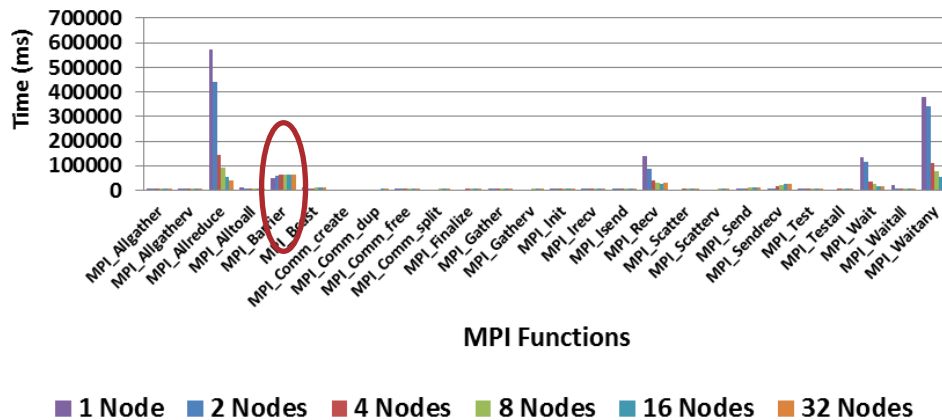 700000
600000
500000
400000
300000
200000
100000
0
Time (ms)
MPI_Allgather
MPI_Allgatherv
MPI_Allreduce
MPI_Alltoall
MPI_Barrier
MPI_Bcast
MPI_Comm_create
MPI_Comm_dup
MPI_Comm_free
MPI_Comm_split
MPI_Finalize
MPI_Gather
MPI_Gatherv
MPI_Init
MPI_Irecv
MPI_Isend
MPI_Recv
MPI_Scatter
MPI_Scatterv
MPI_Send
MPI_Sendrecv
MPI_Test
MPI_Testall
MPI_Wait
MPI_Waitall
MPI_Waitany
MPI Functions
1 Node 2 Nodes 4 Nodes 8 Nodes 16 Nodes 32 Nodes